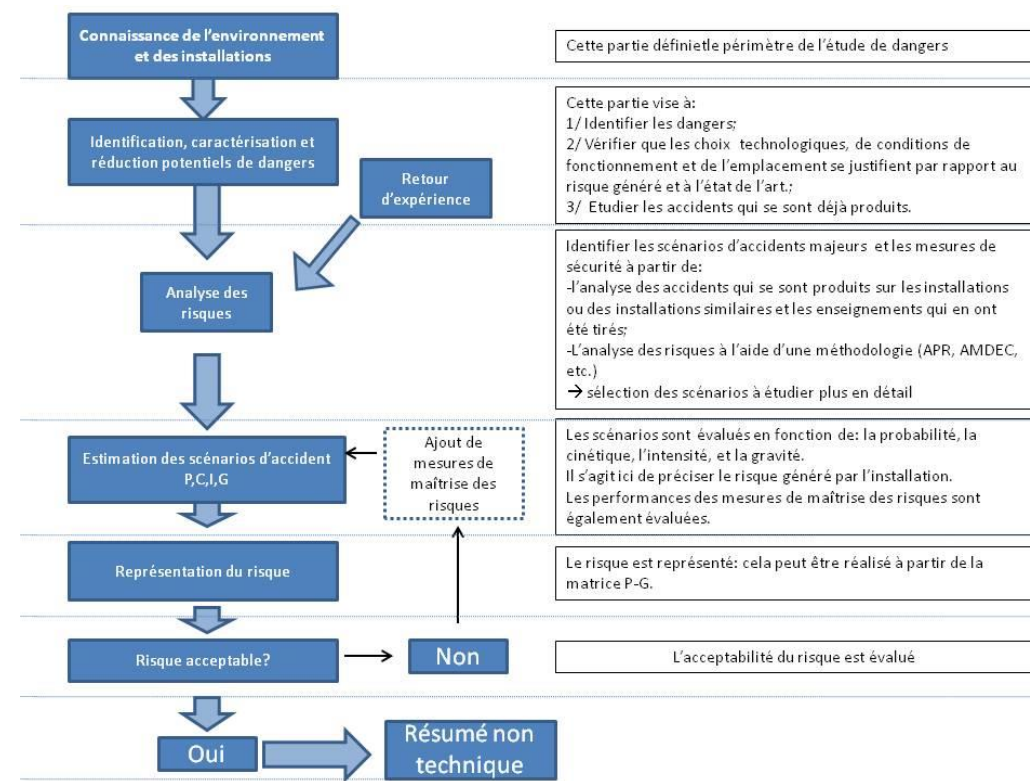 Connaissance de l'environnement
et des installations
Cette partie définietle périmètre de l'étude de dangers
Identification, caractérisation et
réduction potentiels de dangers
Cette partie vise à:
1/ Identifier les dangers;
2/ Vérifier que les choix technologiques, de conditions de
fonctionnement et de l'emplacement se justifient par rapport au
risque généré et à l'état de l'art.;
3/ Etudier les accidents qui se sont déjà produits.
Retour
d'expérience
Analyse des
risques
Identifier les scénarios d'accidents majeurs et les mesures de
sécurité à partir de:
-l'analyse des accidents qui se sont produits sur les installations
ou des installations similaires et les enseignements qui en ont
été tirés;
-L'analyse des risques à l'aide d'une méthodologie (APR, AMDEC,
etc.)
→ sélection des scénarios à étudier plus en détail
Estimation des scénarios d'accident
P,C,I,G
Ajout de
mesures de
maîtrise des
risques
Les scénarios sont évalués en fonction de: la probabilité, la
cinétique, l'intensité, et la gravité.
Il s'agit ici de préciser le risque généré par l'installation.
Les performances des mesures de maîtrise des risques sont
également évaluées.
Représentation du risque
Le risque est représenté: cela peut être réalisé à partir de la
matrice P-G.
Risque acceptable?
Non
L'acceptabilité du risque est évalué
Oui
Résumé non
technique